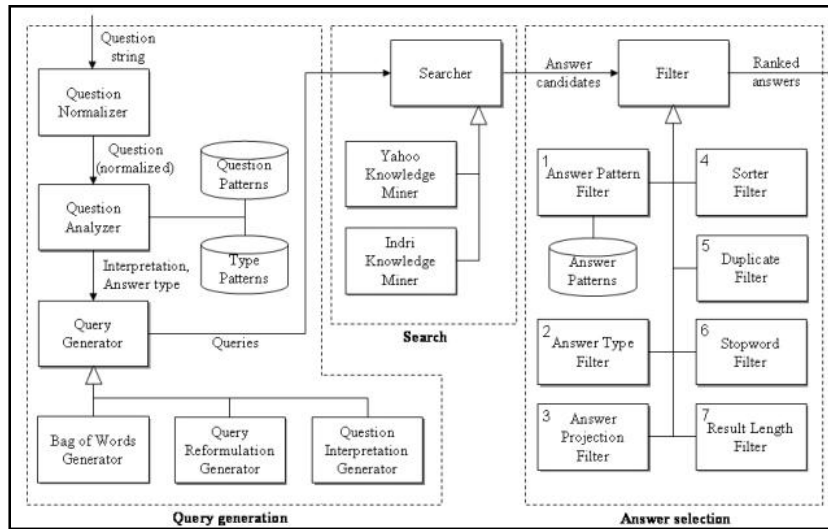 Question
string
Question
Normalizer
Question
(normalized)
Question
Analyzer
Question
Patterns
Type
Patterns
Interpretation,
Answer type
Query
Generator
Queries
Bag of Words
Generator
Query
Reformulation
Generator
Question
Interpretation
Generator
Query generation
Searcher
Yahoo
Knowledge
Miner
Indri
Knowledge
Miner
Search
Answer
candidates
Filter
Ranked
answers
1
Answer Pattern
Filter
Answer
Patterns
2
Answer Type
Filter
3
Answer
Projection
Filter
4
Sorter
Filter
5
Duplicate
Filter
6
Stopword
Filter
7
Result Length
Filter
Answer selection